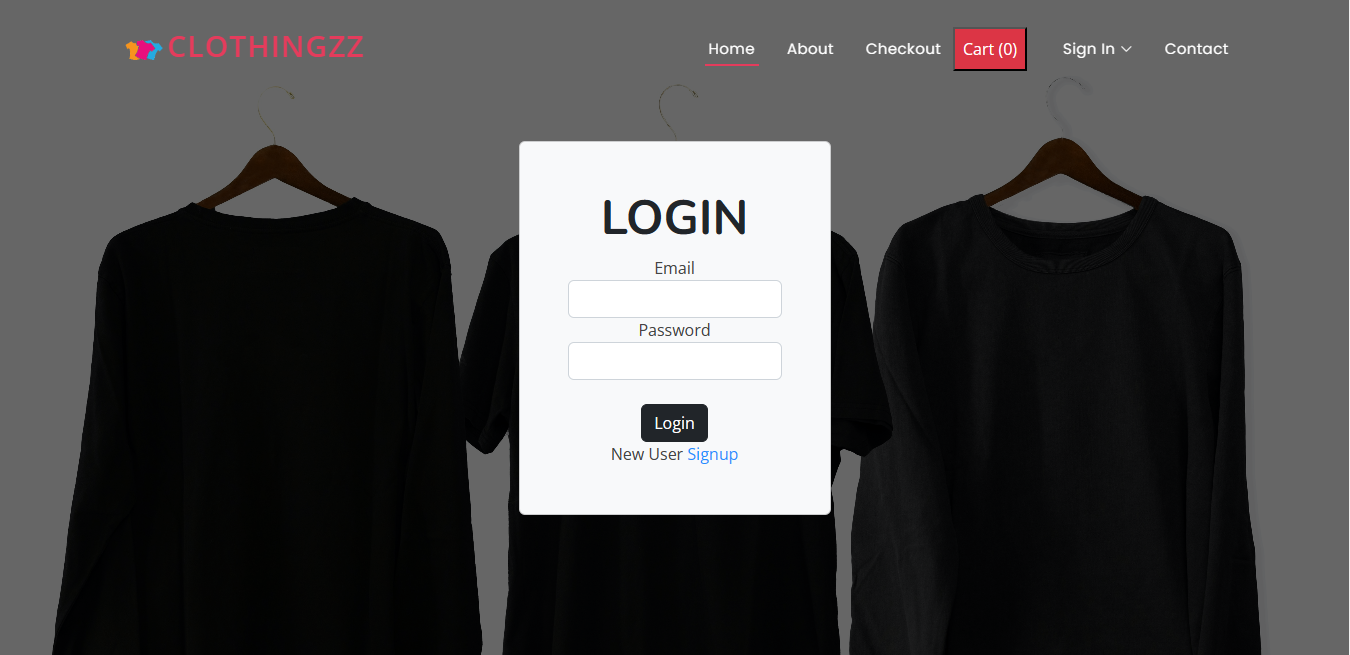 CLOTHINGZZ
Home About Checkout Cart (0) Sign In Contact
LOGIN
Email
Password
Login
New User Signup